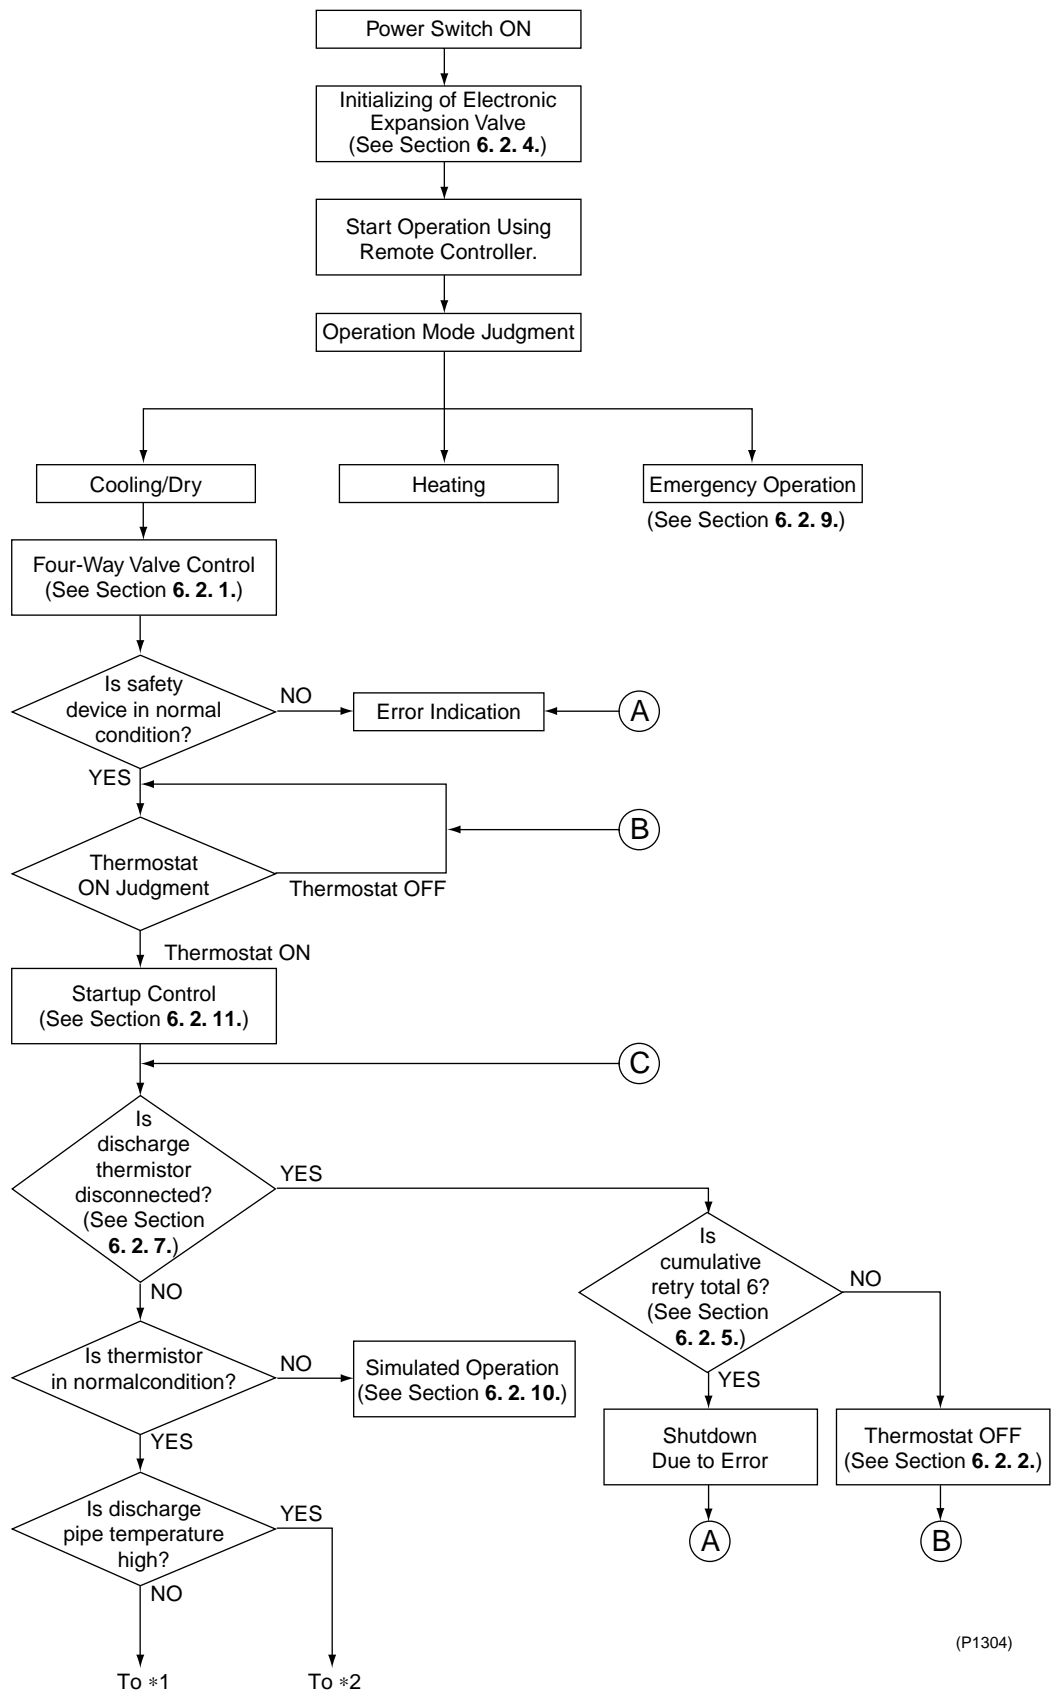 Power Switch ON
Initializing of Electronic
Expansion Valve
(See Section 6. 2. 4.)
Start Operation Using
Remote Controller.
Operation Mode Judgment
Cooling/Dry
Heating
Emergency Operation
(See Section 6. 2. 9.)
Four-Way Valve Control
(See Section 6. 2. 1.)
Is safety
device in normal
condition?
NO
Error Indication
A
YES
B
Thermostat
ON Judgment
Thermostat OFF
Thermostat ON
Startup Control
(See Section 6. 2. 11.)
C
Is
discharge
thermistor
disconnected?
(See Section
6. 2. 7.)
YES
NO
Is
cumulative
retry total 6?
(See Section
6. 2. 5.)
NO
YES
Is thermistor
in normalcondition?
NO
Simulated Operation
(See Section 6. 2. 10.)
YES
Shutdown
Due to Error
Thermostat OFF
(See Section 6. 2. 2.)
A
B
Is discharge
pipe temperature
high?
YES
NO
To *1
To *2
(P1304)